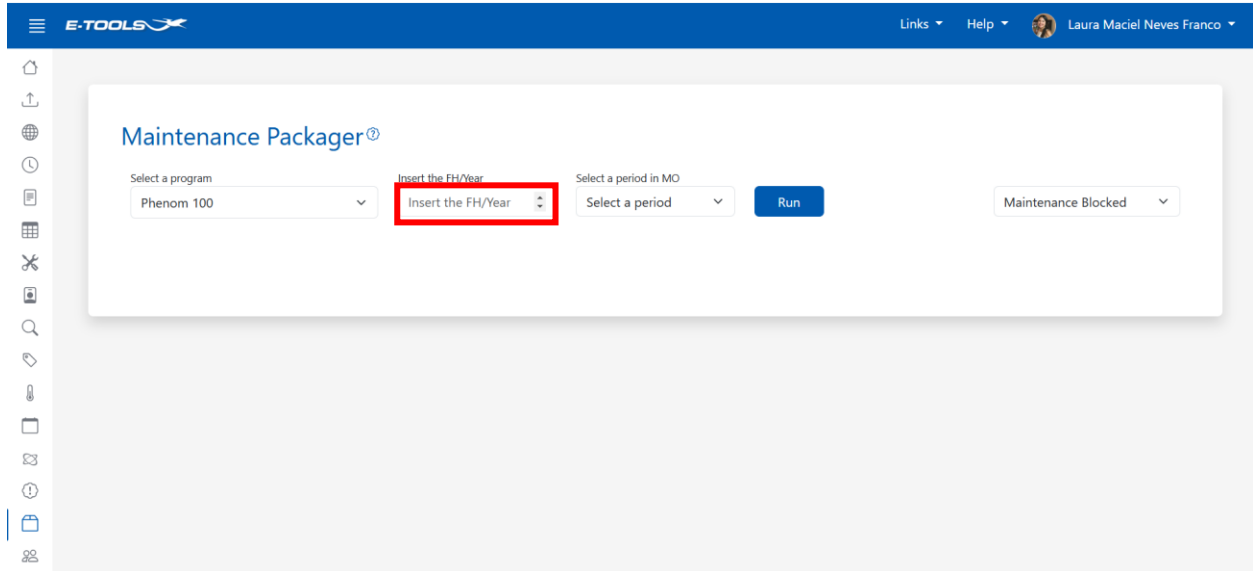 E-TOOLS
Links
Help
Laura Maciel Neves Franco
Maintenance Packager
Select a program
Insert the FH/Year
Select a period in MO
Phenom 100
Insert the FH/Year
Select a period
Run
Maintenance Blocked